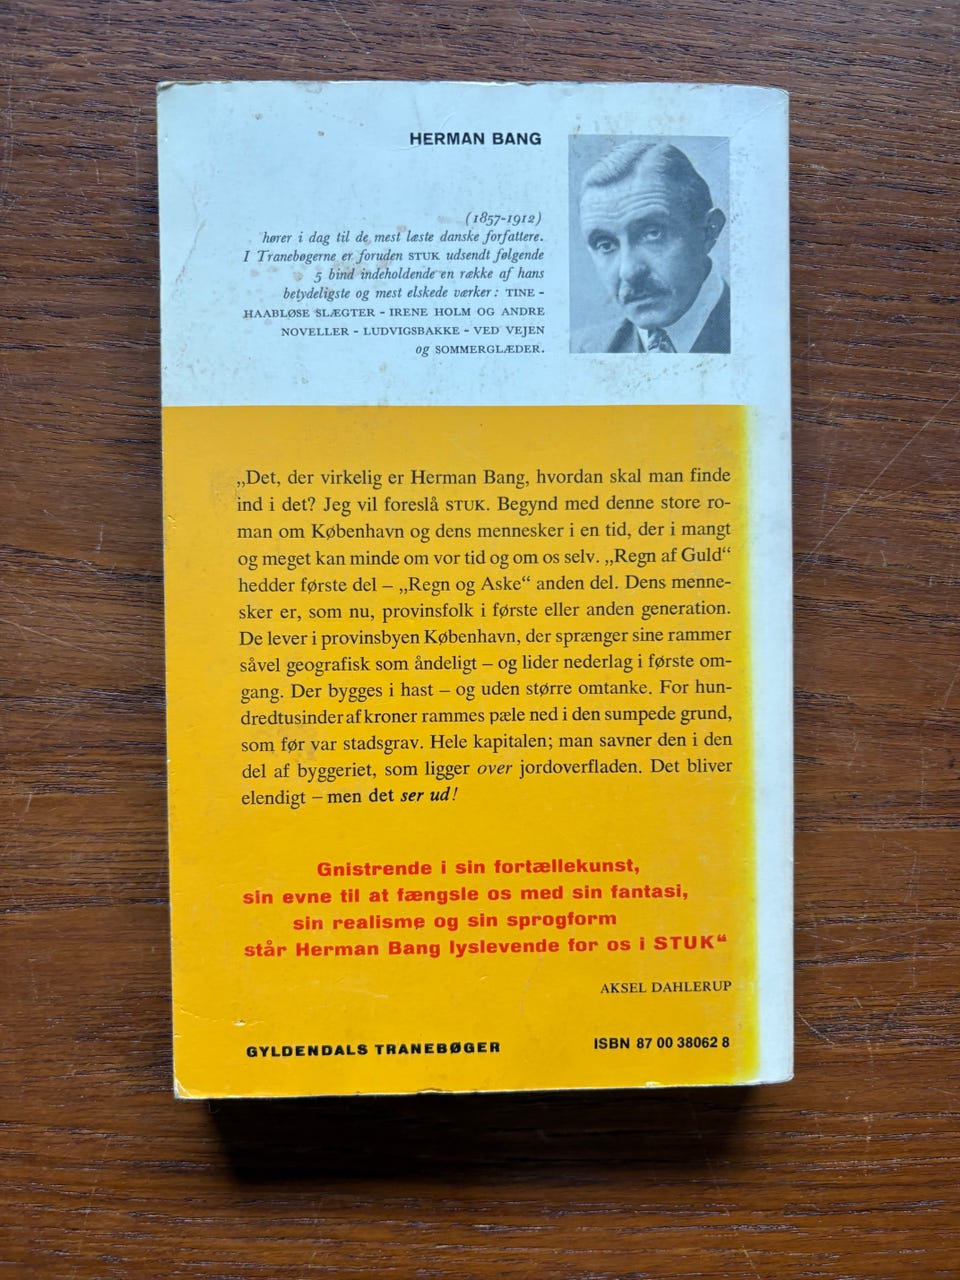 HERMAN BANG
(1857-1912)
hører i dag til de mest læste danske forfattere.
I Tranebøgerne er foruden STUK udsendt følgende
5 bind indeholdende en række af hans
betydeligste og mest elskede værker: TINE -
HAABLØSE SLÆGTER - IRENE HOLM OG ANDRE
NOVELLER - LUDVIGSBAKKE - VED VEJEN
og SOMMERGLÆDER.
„Det, der virkelig er Herman Bang, hvordan skal man finde
ind i det? Jeg vil foreslå STUK. Begynd med denne store ro-
man om København og dens mennesker i en tid, der i mangt
og meget kan minde om vor tid og om os selv. „Regn af Guld“
hedder første del – „Regn og Aske“ anden del. Dens menne-
sker er, som nu, provinsfolk i første eller anden generation.
De lever i provinsbyen København, der sprænger sine rammer
såvel geografisk som åndeligt – og lider nederlag i første om-
gang. Der bygges i hast – og uden større omtanke. For hun-
dredtusinder af kroner rammes pæle ned i den sumpede grund,
som før var stadsgrav. Hele kapitalen; man savner den i den
del af byggeriet, som ligger over jordoverfladen. Det bliver
elendigt – men det ser ud!
Gnistrende i sin fortællekunst,
sin evne til at fængsle os med sin fantasi,
sin realisme og sin sprogform
står Herman Bang lyslevende for os i STUK“
AKSEL DAHLERUP
GYLDENDALS TRANEBØGER
ISBN 87 00 38062 8